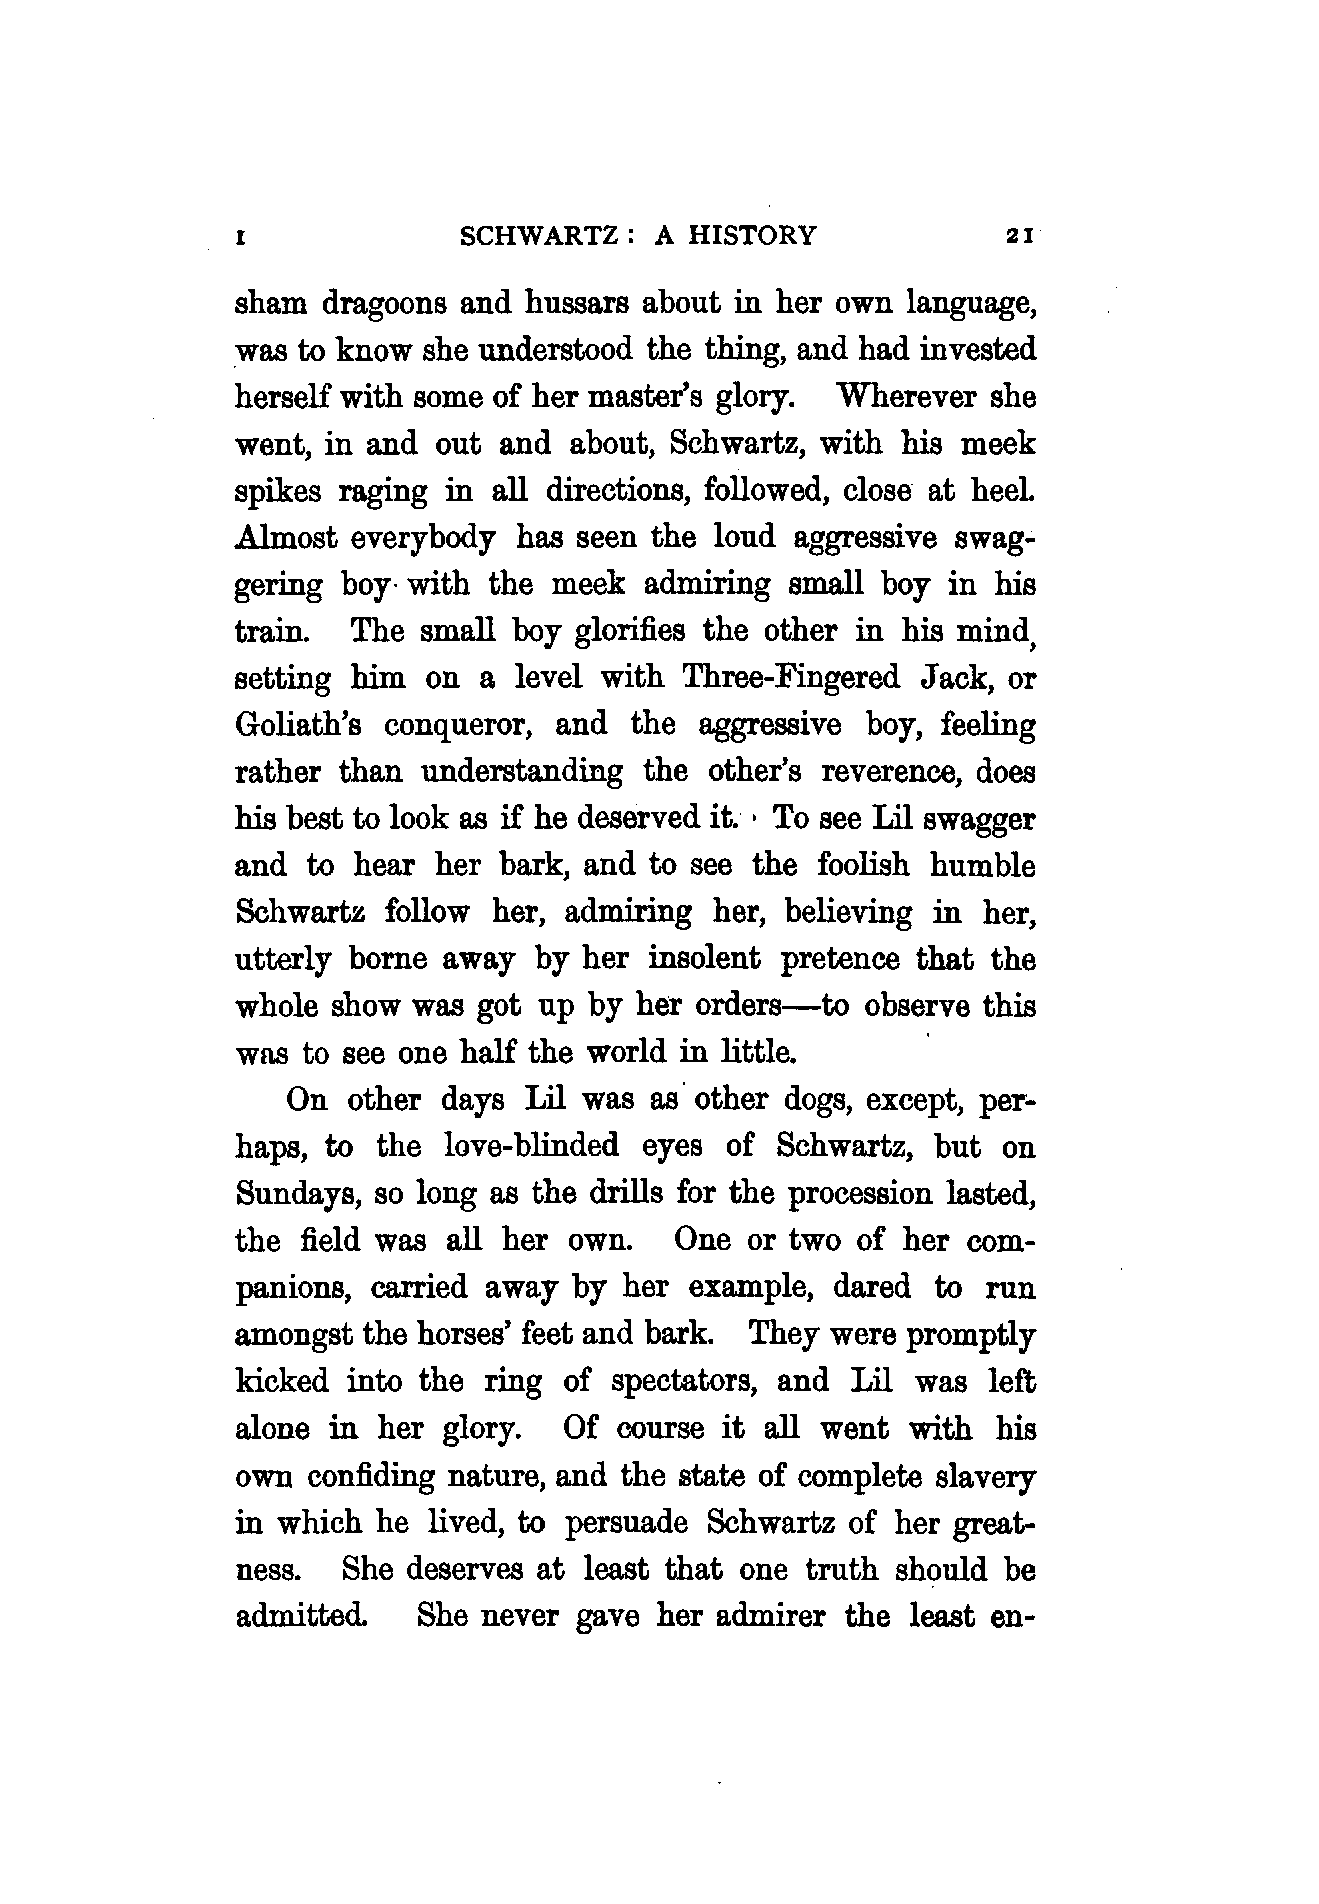 I SCHWARTZ: A HISTORY 21
sham dragoons and hussars about in her own language,
was to know she understood the thing, and had invested
herself with some of her master's glory. Wherever she
went, in and out and about, Schwartz, with his meek
spikes raging in all directions, followed, close at heel.
Almost everybody has seen the loud aggressive swag-
gering boy with the meek admiring small boy in his
train. The small boy glorifies the other in his mind,
setting him on a level with Three-Fingered Jack, or
Goliath's conqueror, and the aggressive boy, feeling
rather than understanding the other's reverence, does
his best to look as if he deserved it. To see Lil swagger
and to hear her bark, and to see the foolish humble
Schwartz follow her, admiring her, believing in her,
utterly borne away by her insolent pretence that the
whole show was got up by her orders—to observe this
was to see one half the world in little.
On other days Lil was as other dogs, except, per-
haps, to the love-blinded eyes of Schwartz, but on
Sundays, so long as the drills for the procession lasted,
the field was all her own. One or two of her com-
panions, carried away by her example, dared to run
amongst the horses' feet and bark. They were promptly
kicked into the ring of spectators, and Lil was left
alone in her glory. Of course it all went with his
own confiding nature, and the state of complete slavery
in which he lived, to persuade Schwartz of her great-
ness. She deserves at least that one truth should be
admitted. She never gave her admirer the least en-